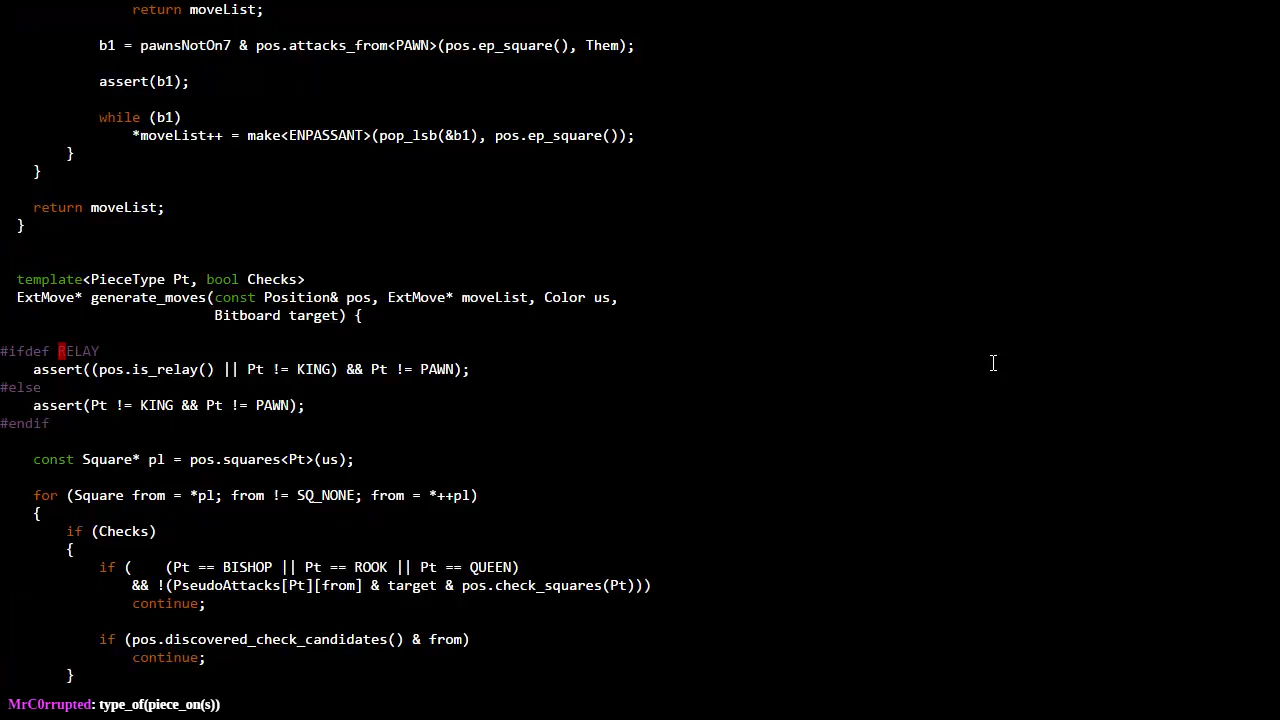 return moveList;
b1 = pawnsNotOn7 & pos.attacks_from<PAWN>(pos.ep_square(), Them);
assert(b1);
while (b1)
*moveList++ = make<ENPASSANT>(pop_lsb(&b1), pos.ep_square());
}
}
return moveList;
}
template<PieceType Pt, bool Checks>
ExtMove* generate_moves(const Position& pos, ExtMove* moveList, Color us,
Bitboard target) {
#ifdef RELAY
assert((pos.is_relay() || Pt != KING) && Pt != PAWN);
#else
assert(Pt != KING && Pt != PAWN);
#endif
const Square* pl = pos.squares<Pt>(us);
for (Square from = *pl; from != SQ_NONE; from = *++pl)
{
if (Checks)
{
if (    (Pt == BISHOP || Pt == ROOK || Pt == QUEEN)
&& !(PseudoAttacks[Pt][from] & target & pos.check_squares(Pt)))
continue;
if (pos.discovered_check_candidates() & from)
continue;
}
MrC0rrupted: type_of(piece_on(s))